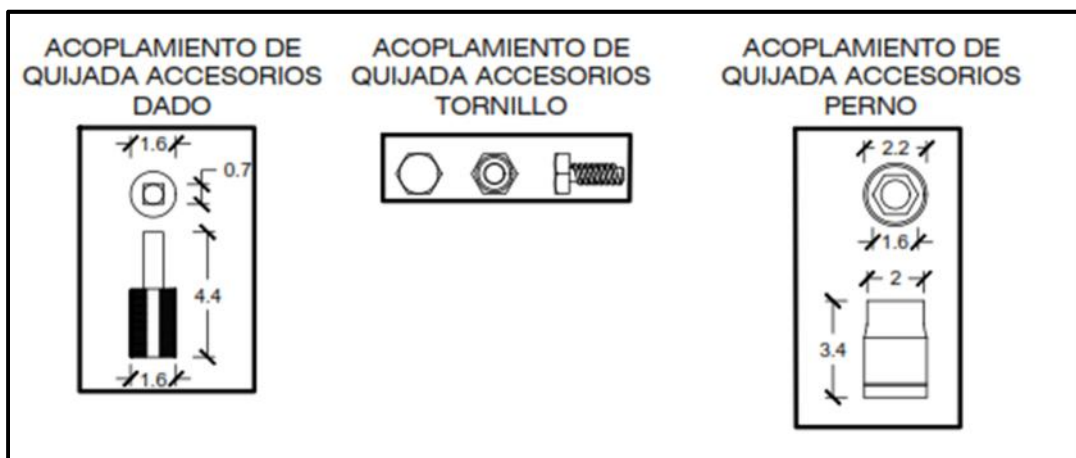 ACOPLAMIENTO DE
QUIJADA ACCESORIOS
DADO
1.6
0.7
4.4
1.6
ACOPLAMIENTO DE
QUIJADA ACCESORIOS
TORNILLO
ACOPLAMIENTO DE
QUIJADA ACCESORIOS
PERNO
2.2
1.6
2
3.4